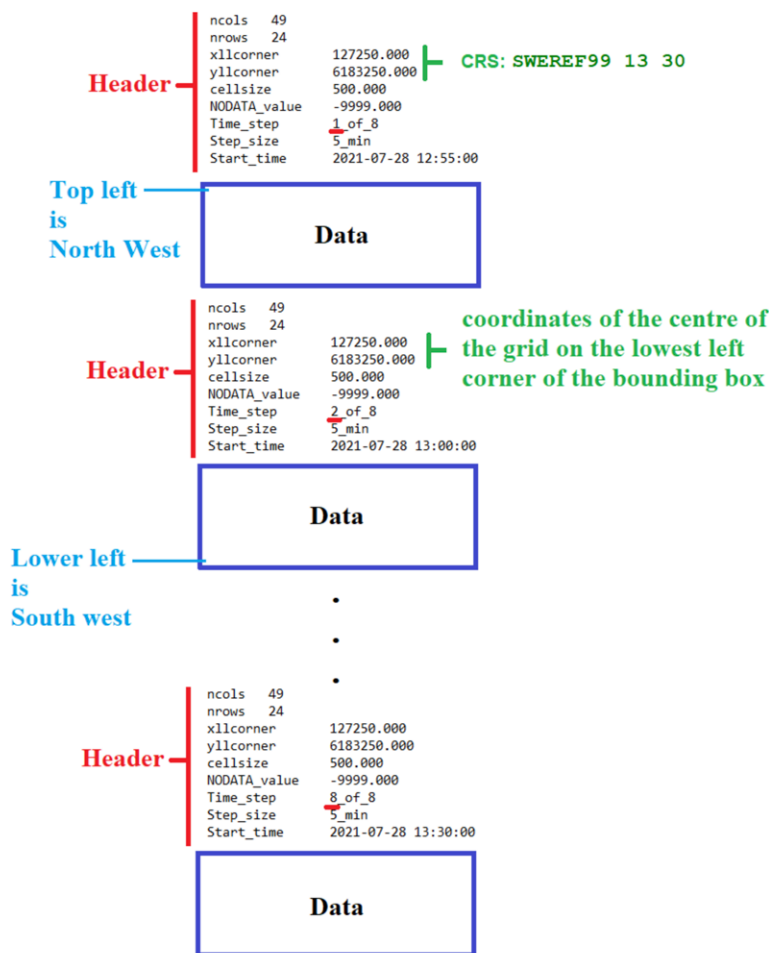 ncols 49
nrows 24
xllcorner 127250.000
yllcorner 6183250.000
CRS: SWEREF99 13 30
cellsize 500.000
Header
NODATA_value -9999.000
Time_step 1_of_8
Step_size 5_min
Start_time 2021-07-28 12:55:00
Top left
is
North West
Data
ncols 49
nrows 24
xllcorner 127250.000
yllcorner 6183250.000
cellsize 500.000
coordinates of the centre of
the grid on the lowest left
corner of the bounding box
Header
NODATA_value -9999.000
Time_step 2_of_8
Step_size 5_min
Start_time 2021-07-28 13:00:00
Data
Lower left
is
South west
ncols 49
nrows 24
xllcorner 127250.000
yllcorner 6183250.000
cellsize 500.000
Header
NODATA_value -9999.000
Time_step 8_of_8
Step_size 5_min
Start_time 2021-07-28 13:30:00
Data